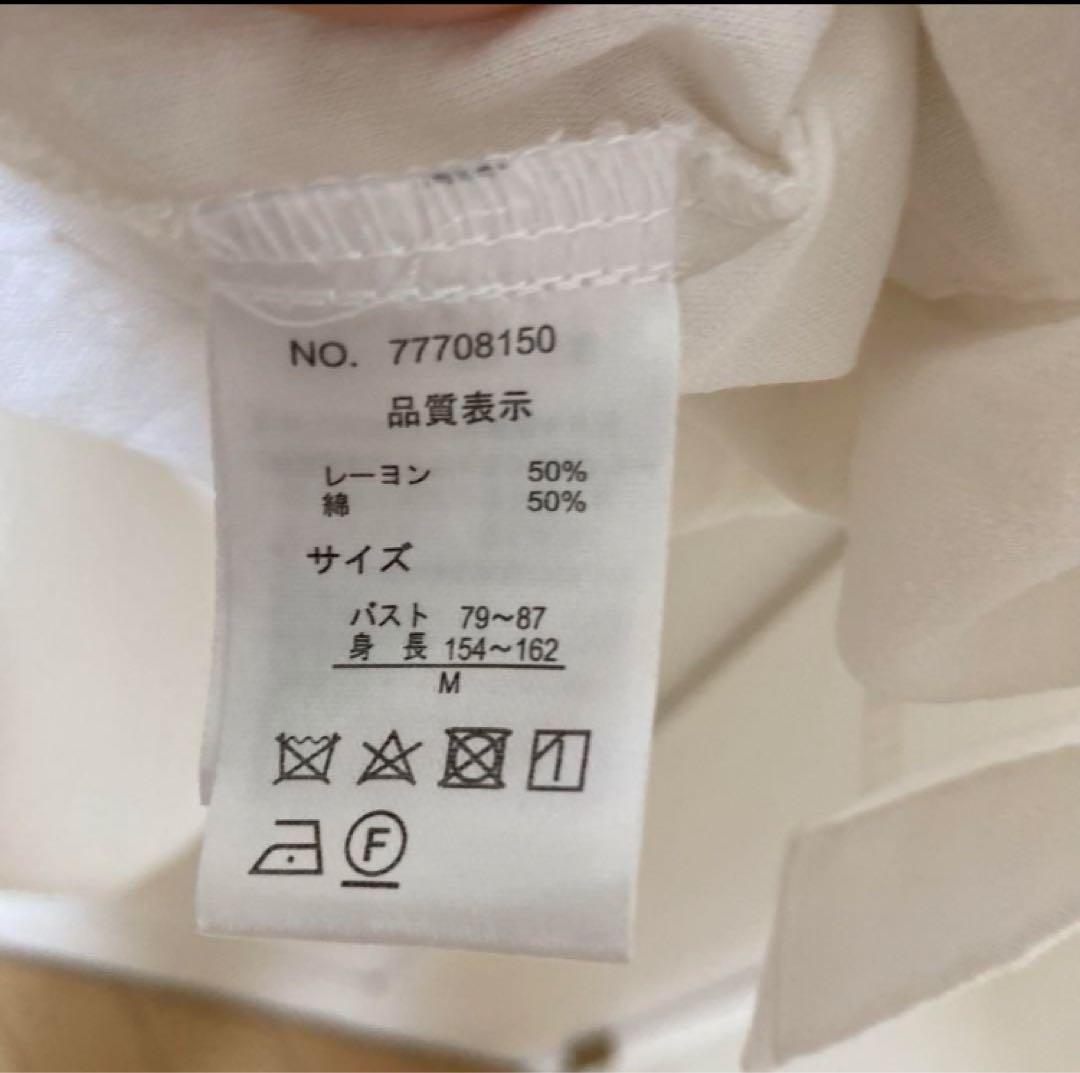 NO. 77708150
品質表示
レーヨン 50%
綿 50%
サイズ
バスト 79〜87
身長 154〜162
M
F